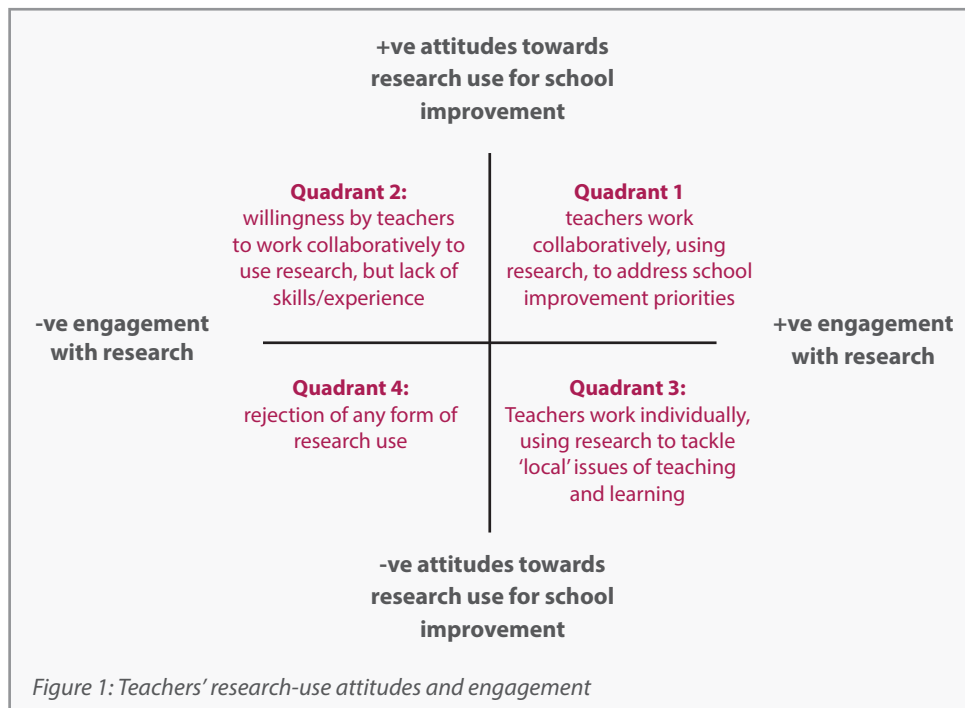 +ve attitudes towards
research use for school
improvement
Quadrant 2:
willingness by teachers
to work collaboratively to
use research, but lack of
skills/experience
Quadrant 1
teachers work
collaboratively, using
research, to address school
improvement priorities
-ve engagement
with research
+ve engagement
with research
Quadrant 4:
rejection of any form of
research use
Quadrant 3:
Teachers work individually,
using research to tackle
‘local’ issues of teaching
and learning
-ve attitudes towards
research use for school
improvement
Figure 1: Teachers’ research-use attitudes and engagement